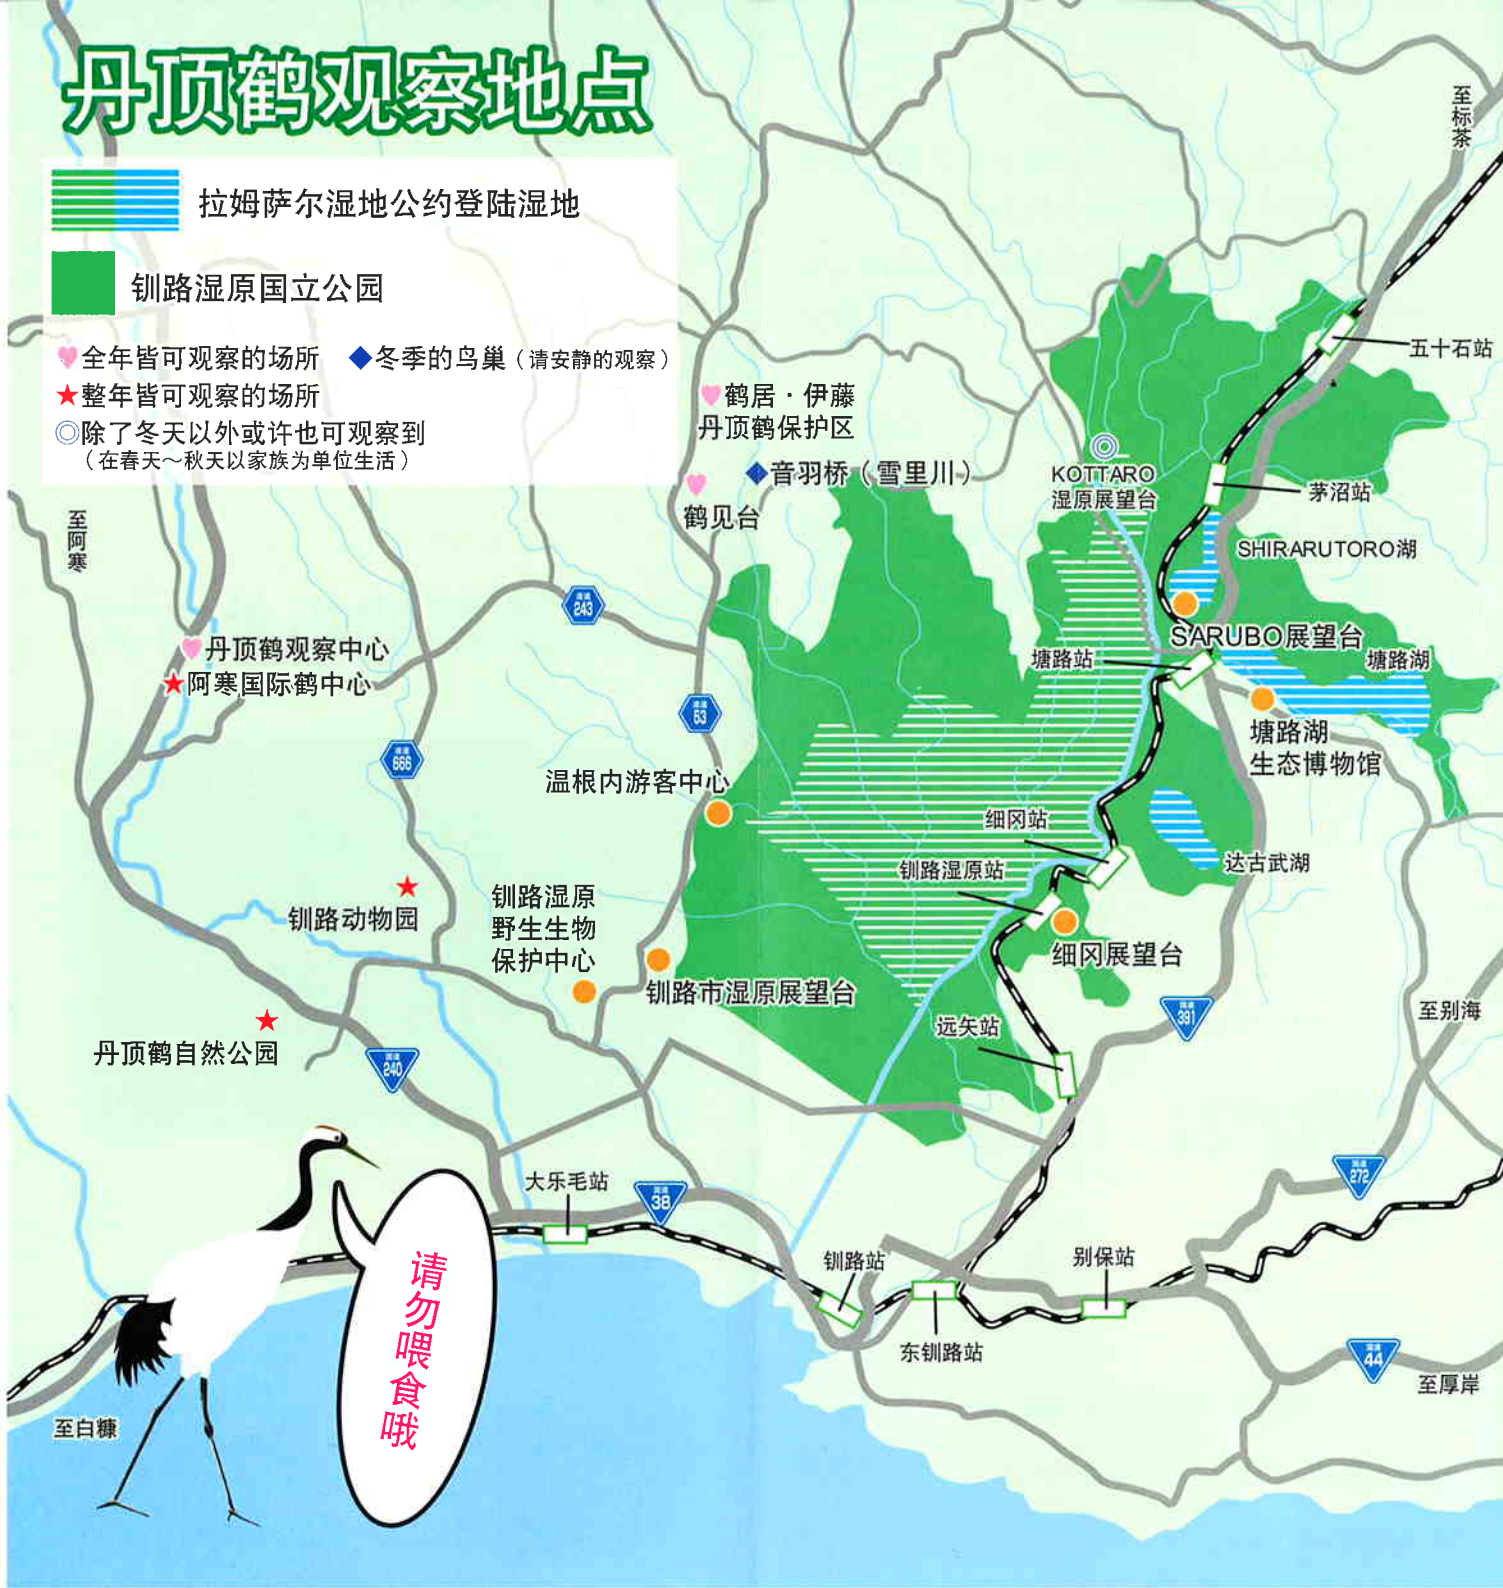 丹顶鹤观察地点
拉姆萨尔湿地公约登陆湿地
钏路湿原国立公园
全年皆可观察的场所
冬季的鸟巢（请安静的观察）
整年皆可观察的场所
除了冬天以外或许也可观察到
（在春天～秋天以家族为单位生活）
至标茶
五十石站
鹤居·伊藤
丹顶鹤保护区
音羽桥（雪里川）
鹤见台
KOTTARO
湿原展望台
茅沼站
SHIRARUTORO湖
至阿寒
国道
243
丹顶鹤观察中心
阿寒国际鹤中心
SARUBO展望台
塘路站
塘路湖
53
666
塘路湖
生态博物馆
温根内游客中心
细冈站
钏路湿原站
达古武湖
钏路动物园
钏路湿原
野生生物
保护中心
细冈展望台
钏路市湿原展望台
远矢站
国道
391
至别海
丹顶鹤自然公园
国道
240
大乐毛站
国道
38
国道
272
钏路站
别保站
东钏路站
国道
44
至厚岸
至白糠
请勿喂食哦